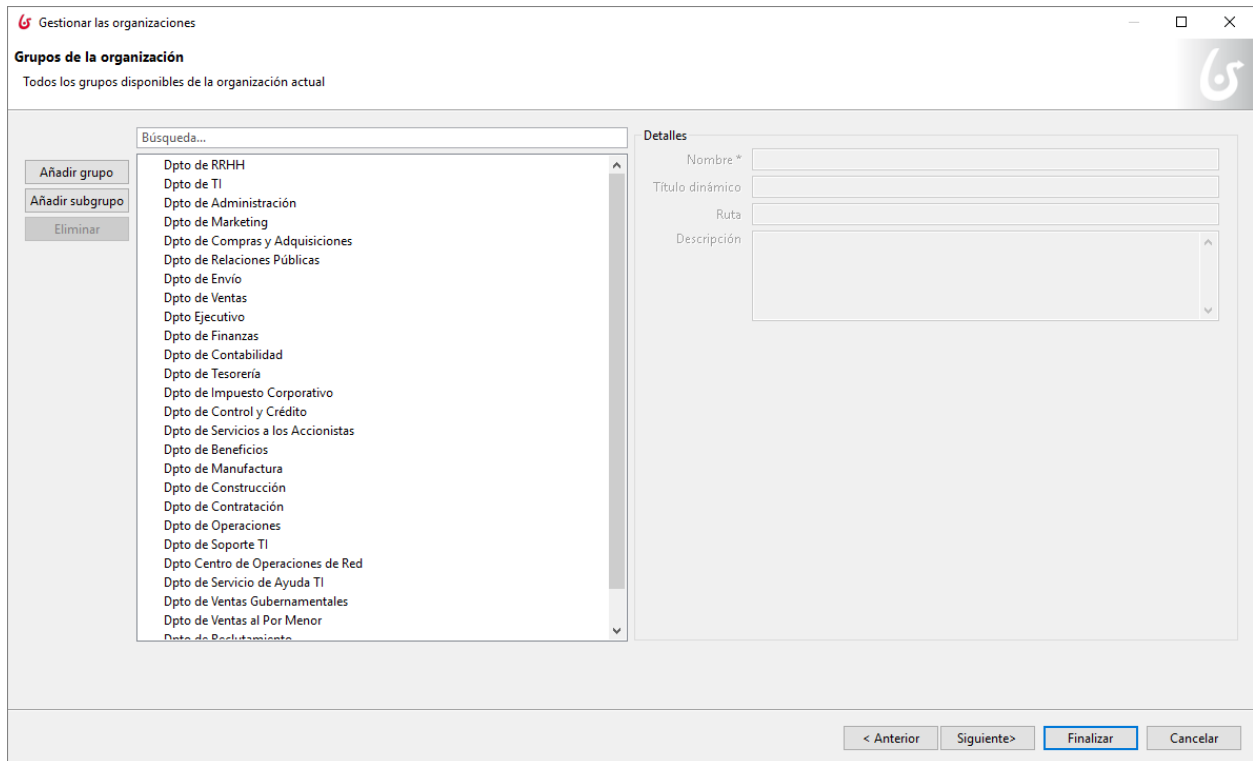 Gestionar las organizaciones
Grupos de la organización
Todos los grupos disponibles de la organización actual
Búsqueda...
Añadir grupo
Añadir subgrupo
Eliminar
Dpto de RRHH
Dpto de TI
Dpto de Administración
Dpto de Marketing
Dpto de Compras y Adquisiciones
Dpto de Relaciones Públicas
Dpto de Envío
Dpto de Ventas
Dpto Ejecutivo
Dpto de Finanzas
Dpto de Contabilidad
Dpto de Tesorería
Dpto de Impuesto Corporativo
Dpto de Control y Crédito
Dpto de Servicios a los Accionistas
Dpto de Beneficios
Dpto de Manufactura
Dpto de Construcción
Dpto de Contratación
Dpto de Operaciones
Dpto de Soporte TI
Dpto Centro de Operaciones de Red
Dpto de Servicio de Ayuda TI
Dpto de Ventas Gubernamentales
Dpto de Ventas al Por Menor
Dpto de Reclutamiento
Detalles
Nombre *
Título dinámico
Ruta
Descripción
< Anterior
Siguiente>
Finalizar
Cancelar